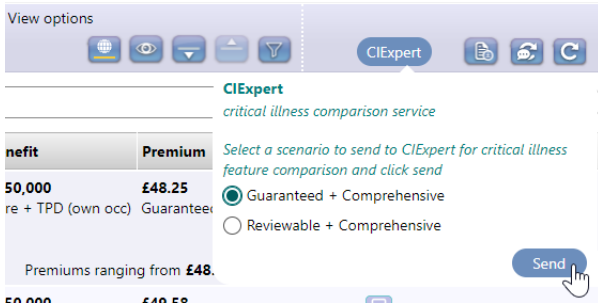 View options
CIExpert
CIExpert
critical illness comparison service
nefit
Premium
Select a scenario to send to CIExpert for critical illness
feature comparison and click send
50,000
£48.25
Guaranteed + Comprehensive
re + TPD (own occ)
Guaranteed
Reviewable + Comprehensive
Premiums ranging from £48.
Send
50,000
£49.58